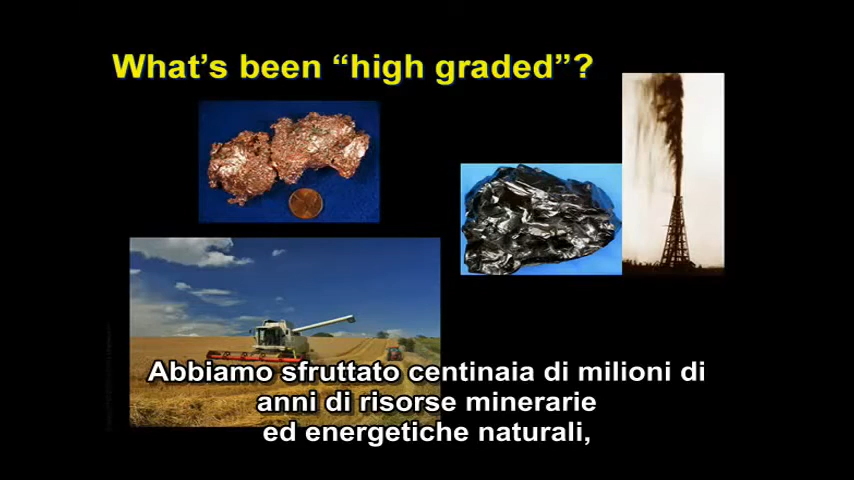 What's been “high graded”?
Abbiamo sfruttato centinaia di milioni di
anni di risorse minerarie
ed energetiche naturali,